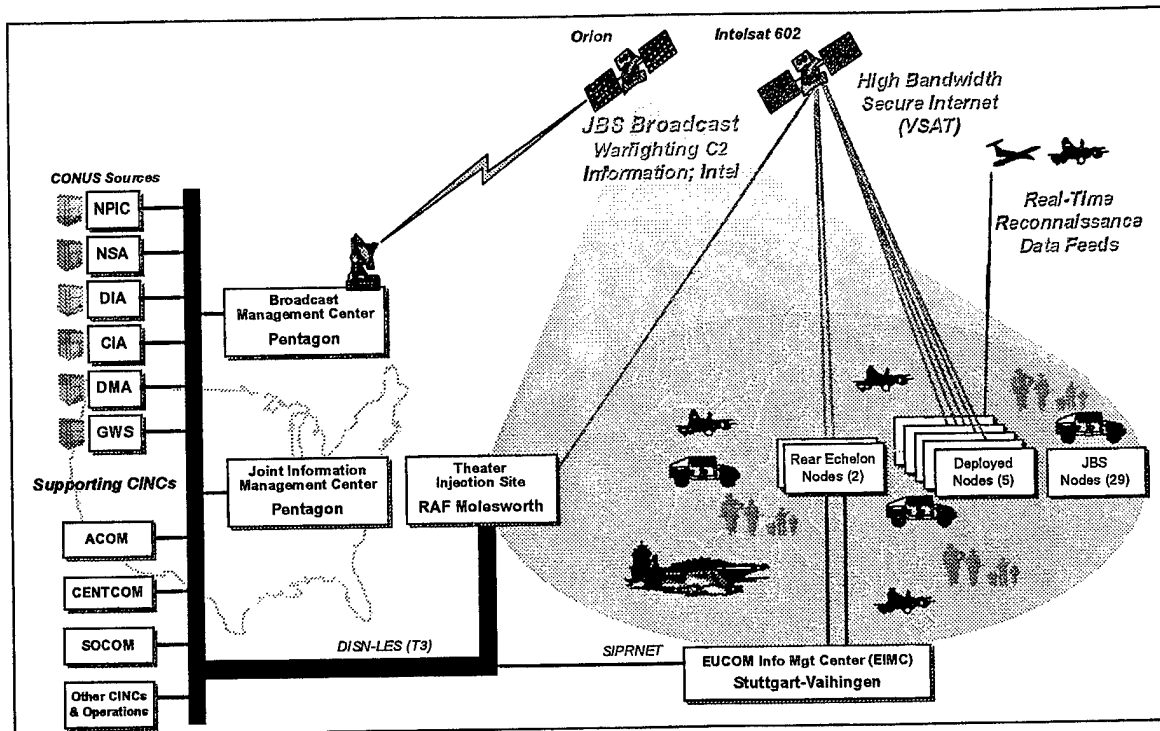 Orion
Intelsat 602
High Bandwidth
Secure Internet
(VSAT)
JBS Broadcast
Warfighting C2
Information; Intel
Real-Time
Reconnaissance
Data Feeds
CONUS Sources
NPIC
NSA
DIA
CIA
DMA
GWS
Broadcast
Management Center
Pentagon
Supporting CINCs
Joint Information
Management Center
Pentagon
Theater
Injection Site
RAF Molesworth
Rear Echelon
Nodes (2)
Deployed
Nodes (5)
JBS
Nodes (29)
ACOM
CENTCOM
SOCOM
Other CINCs
& Operations
DISN-LES (T3)
SIPRNET
EUCOM Info Mgt Center (EIMC)
Stuttgart-Vaihingen